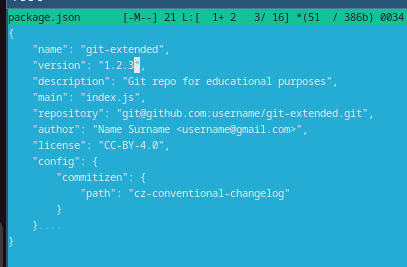 package.json [-M--] 21 L:[ 1+ 2 3/ 16] *(51 / 386b) 0034
{
"name": "git-extended",
"version": "1.2.3",
"description": "Git repo for educational purposes",
"main": "index.js",
"repository": "git@github.com:username/git-extended.git",
"author": "Name Surname <username@gmail.com>",
"license": "CC-BY-4.0",
"config": {
"commitizen": {
"path": "cz-conventional-changelog"
}
}....
}